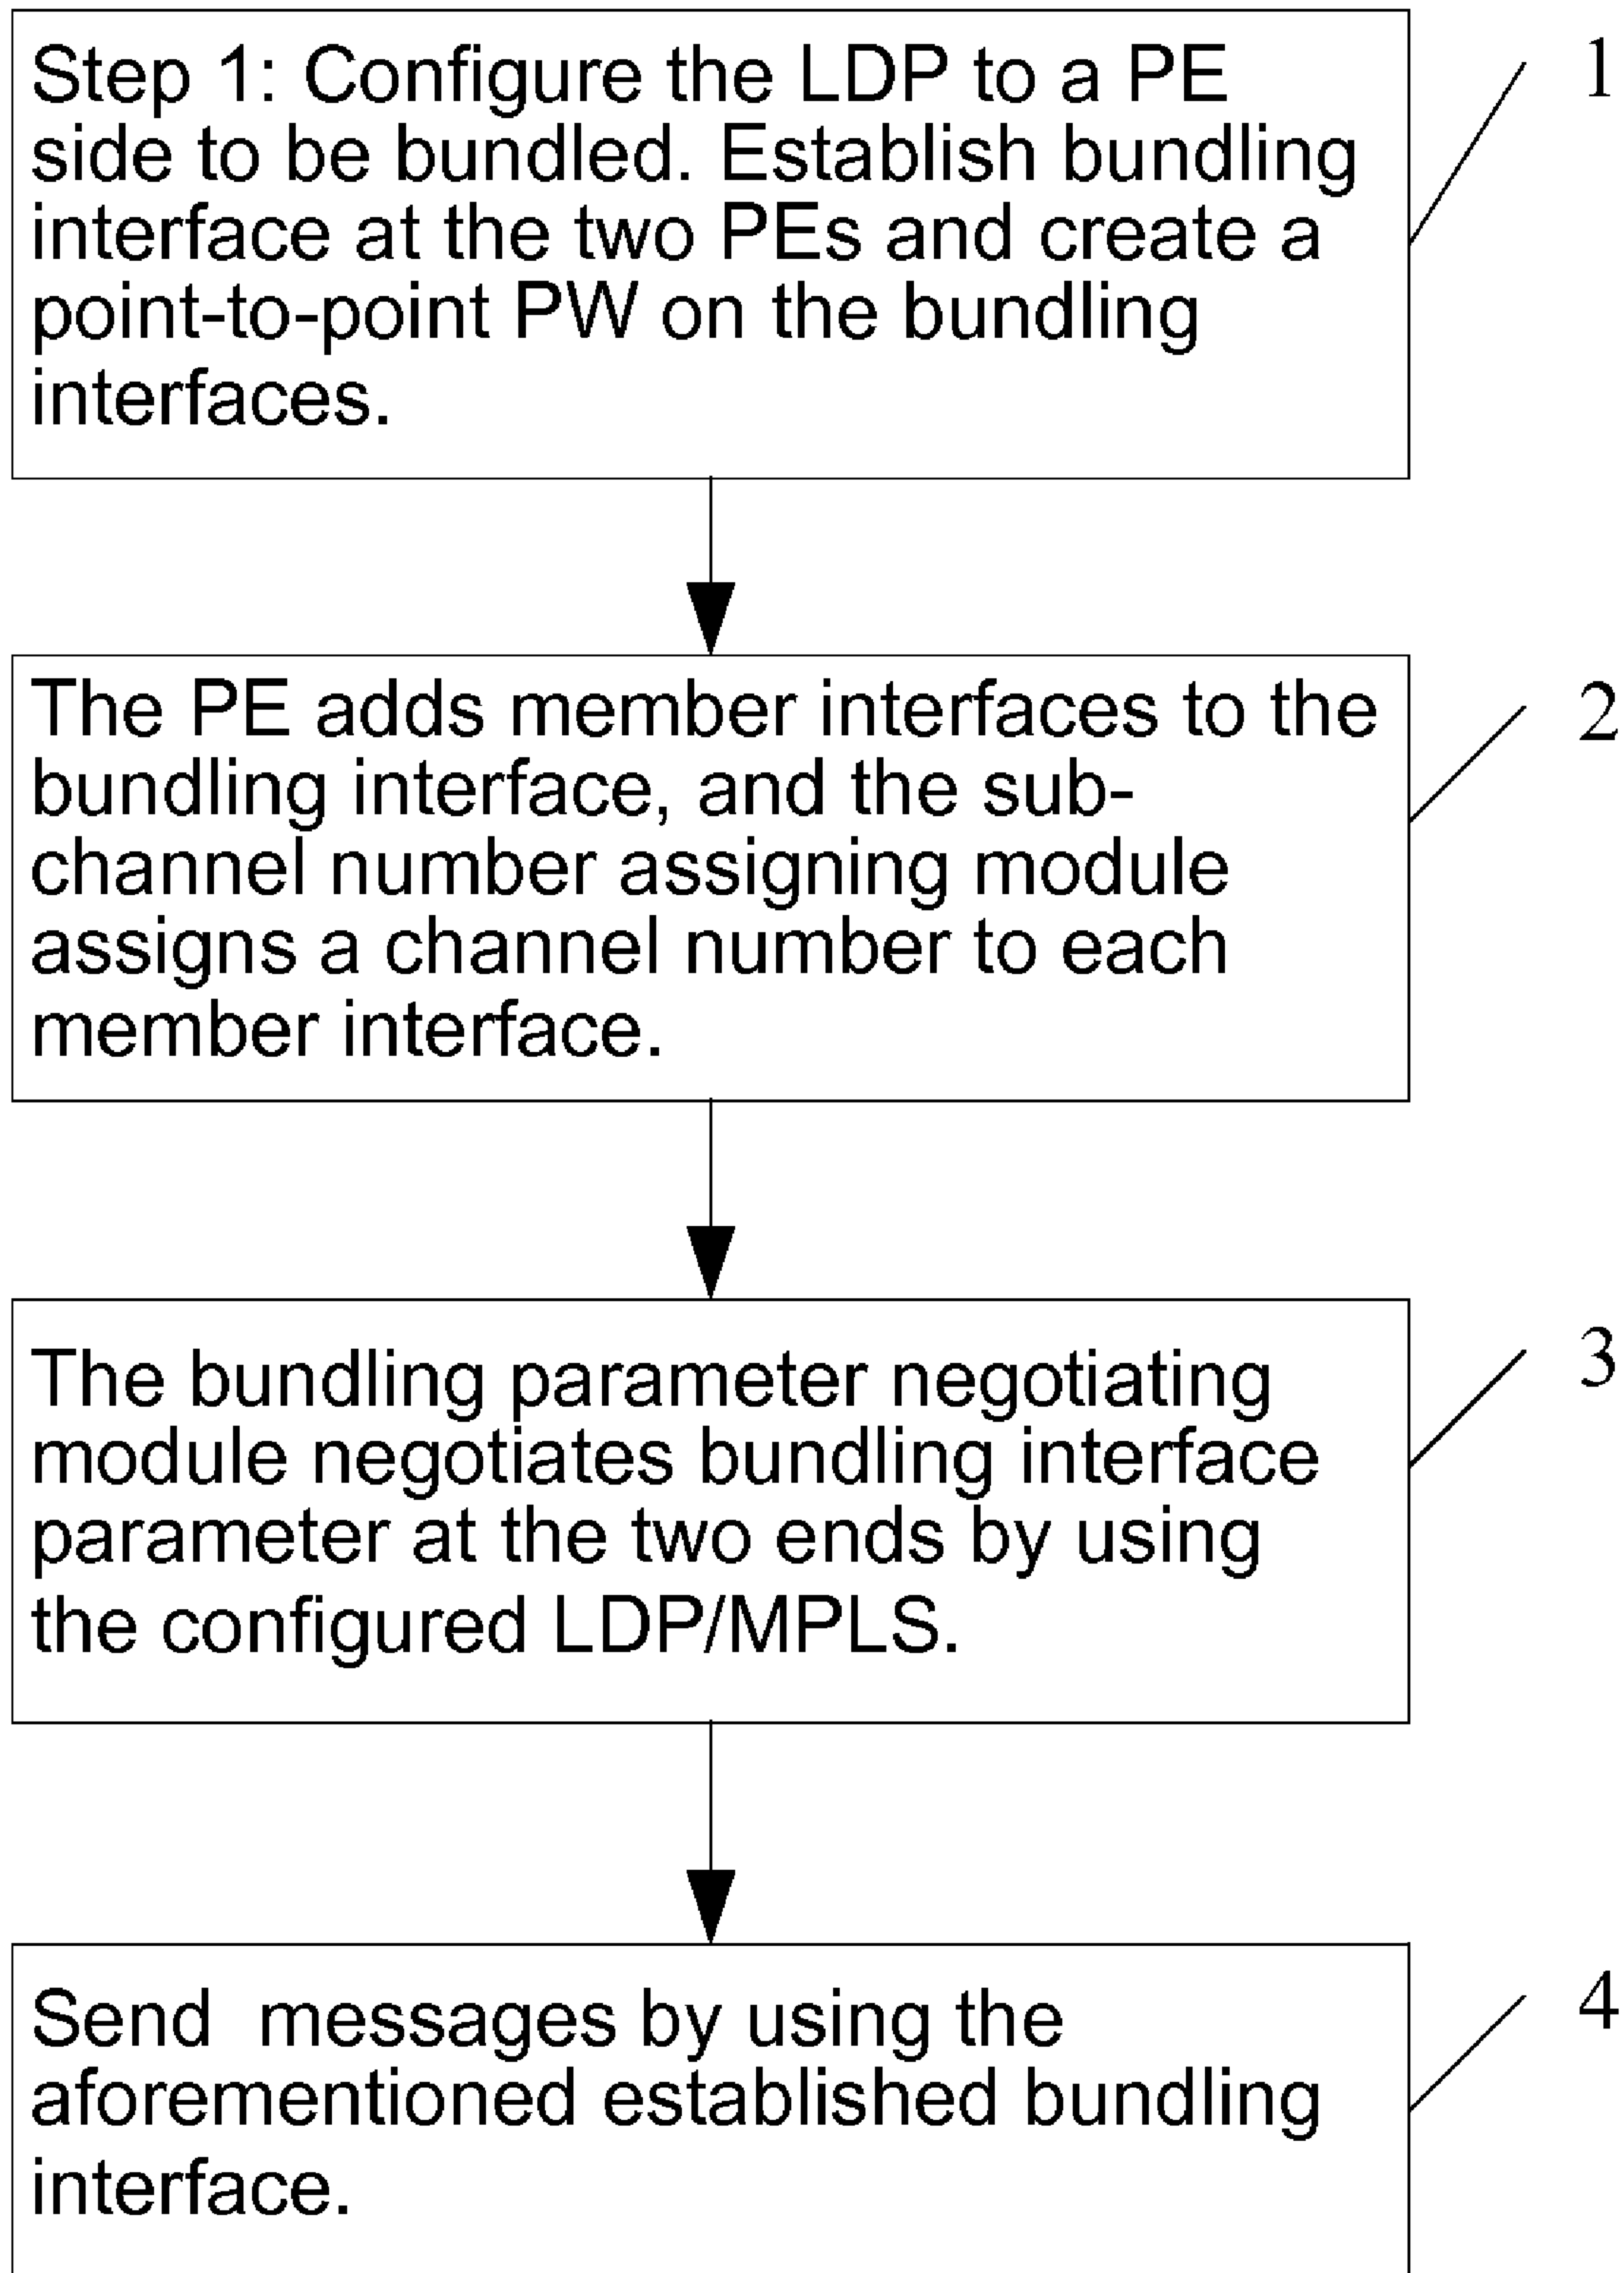 Step 1: Configure the LDP to a PE
side to be bundled. Establish bundling
interface at the two PEs and create a
point-to-point PW on the bundling
interfaces.
1
The PE adds member interfaces to the
bundling interface, and the sub-
channel number assigning module
assigns a channel number to each
member interface.
2
The bundling parameter negotiating
module negotiates bundling interface
parameter at the two ends by using
the configured LDP/MPLS.
3
Send  messages by using the
aforementioned established bundling
interface.
4